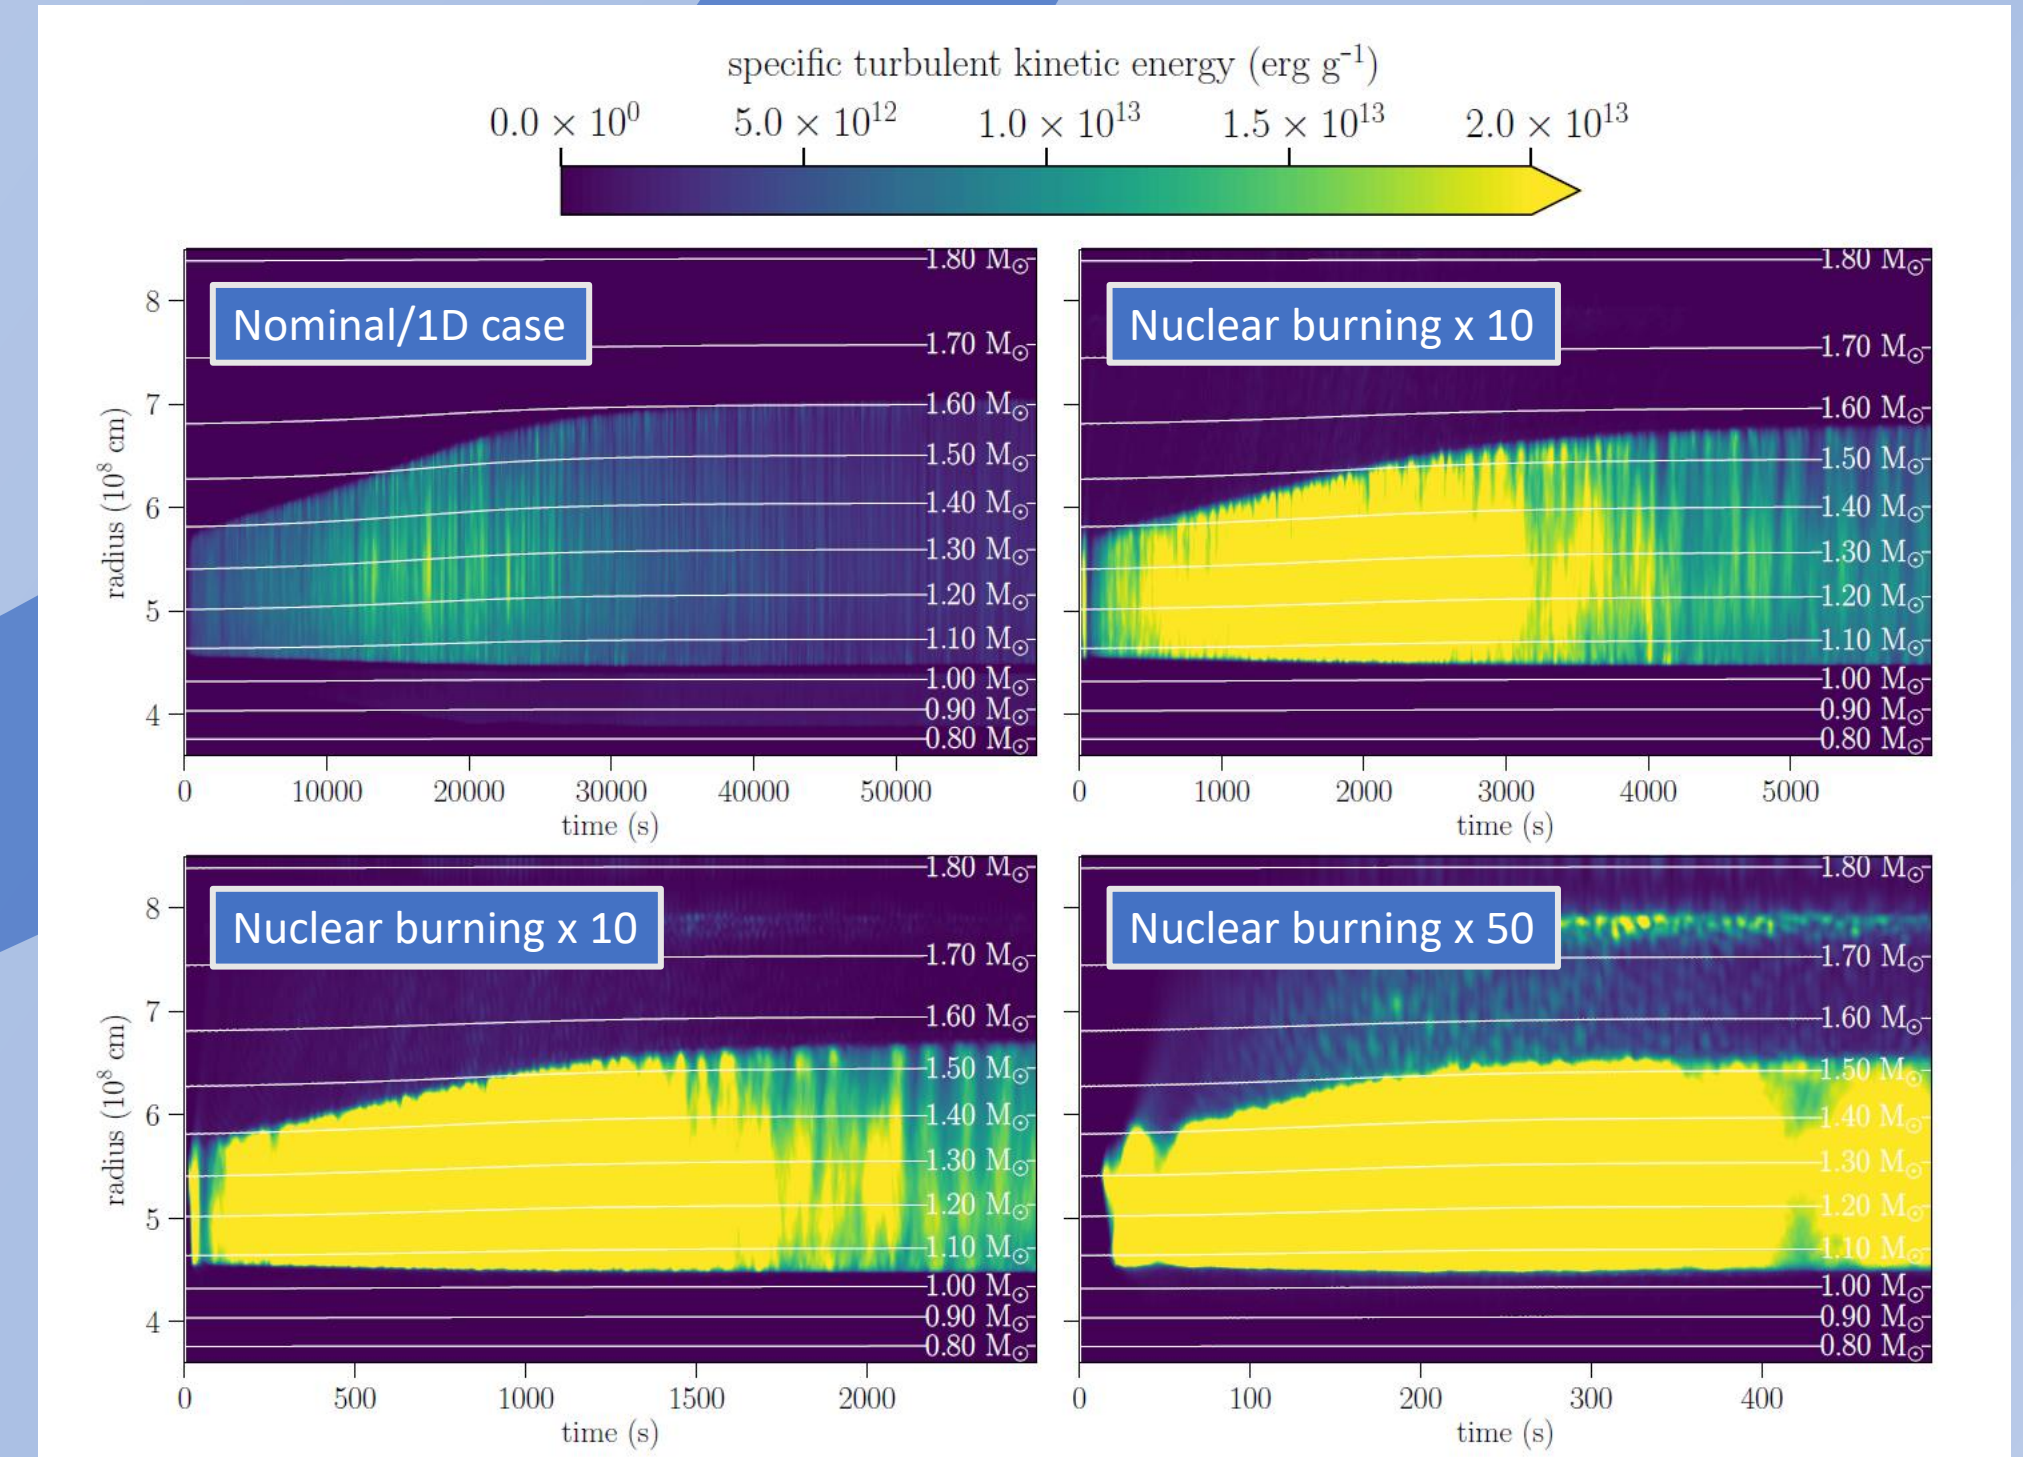 specific turbulent kinetic energy (erg g⁻¹)
0.0 × 10⁰ 5.0 × 10¹² 1.0 × 10¹³ 1.5 × 10¹³ 2.0 × 10¹³
Nominal/1D case
radius (10⁸ cm)
8
7
6
5
4
1.80 M⊙
1.70 M⊙
1.60 M⊙
1.50 M⊙
1.40 M⊙
1.30 M⊙
1.20 M⊙
1.10 M⊙
1.00 M⊙
0.90 M⊙
0.80 M⊙
0 10000 20000 30000 40000 50000
time (s)
Nuclear burning x 10
1.80 M⊙
1.70 M⊙
1.60 M⊙
1.50 M⊙
1.40 M⊙
1.30 M⊙
1.20 M⊙
1.10 M⊙
1.00 M⊙
0.90 M⊙
0.80 M⊙
0 1000 2000 3000 4000 5000
time (s)
Nuclear burning x 10
radius (10⁸ cm)
8
7
6
5
4
1.80 M⊙
1.70 M⊙
1.60 M⊙
1.50 M⊙
1.40 M⊙
1.30 M⊙
1.20 M⊙
1.10 M⊙
1.00 M⊙
0.90 M⊙
0.80 M⊙
0 500 1000 1500 2000
time (s)
Nuclear burning x 50
1.80 M⊙
1.70 M⊙
1.60 M⊙
1.50 M⊙
1.40 M⊙
1.30 M⊙
1.20 M⊙
1.10 M⊙
1.00 M⊙
0.90 M⊙
0.80 M⊙
0 100 200 300 400
time (s)